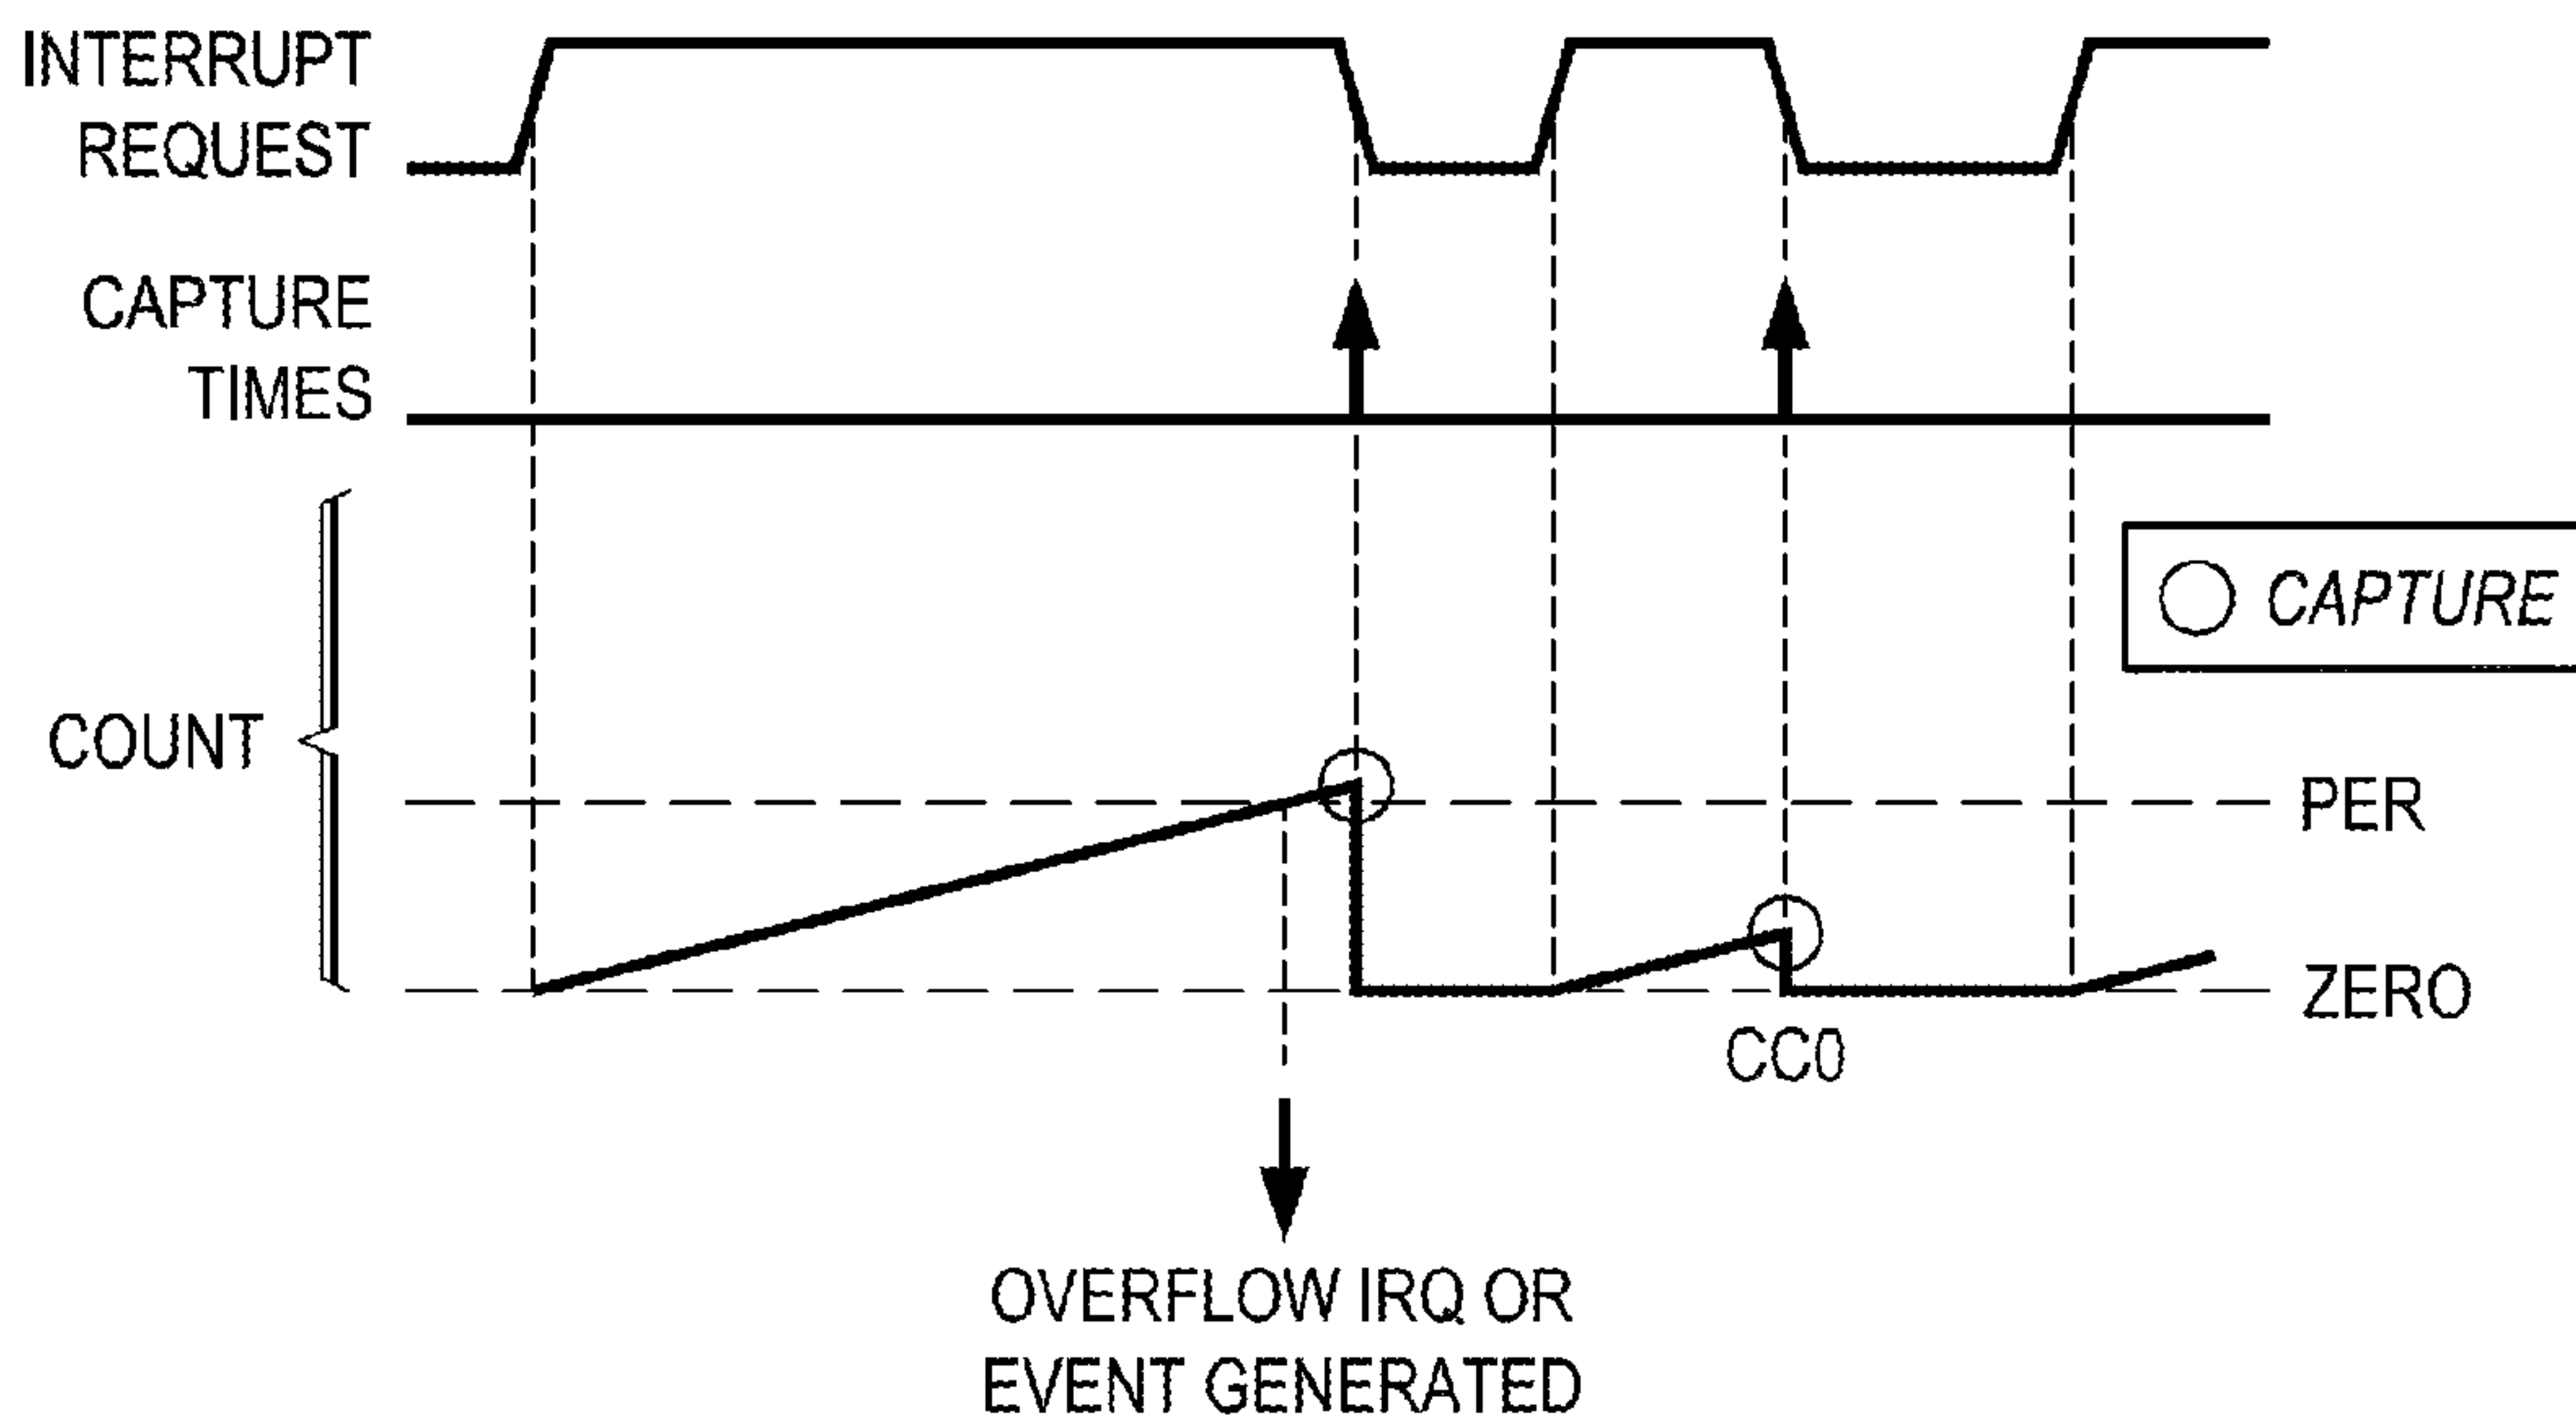 INTERRUPT
REQUEST
CAPTURE
TIMES
CAPTURE
COUNT
PER
ZERO
CC0
OVERFLOW IRQ OR
EVENT GENERATED